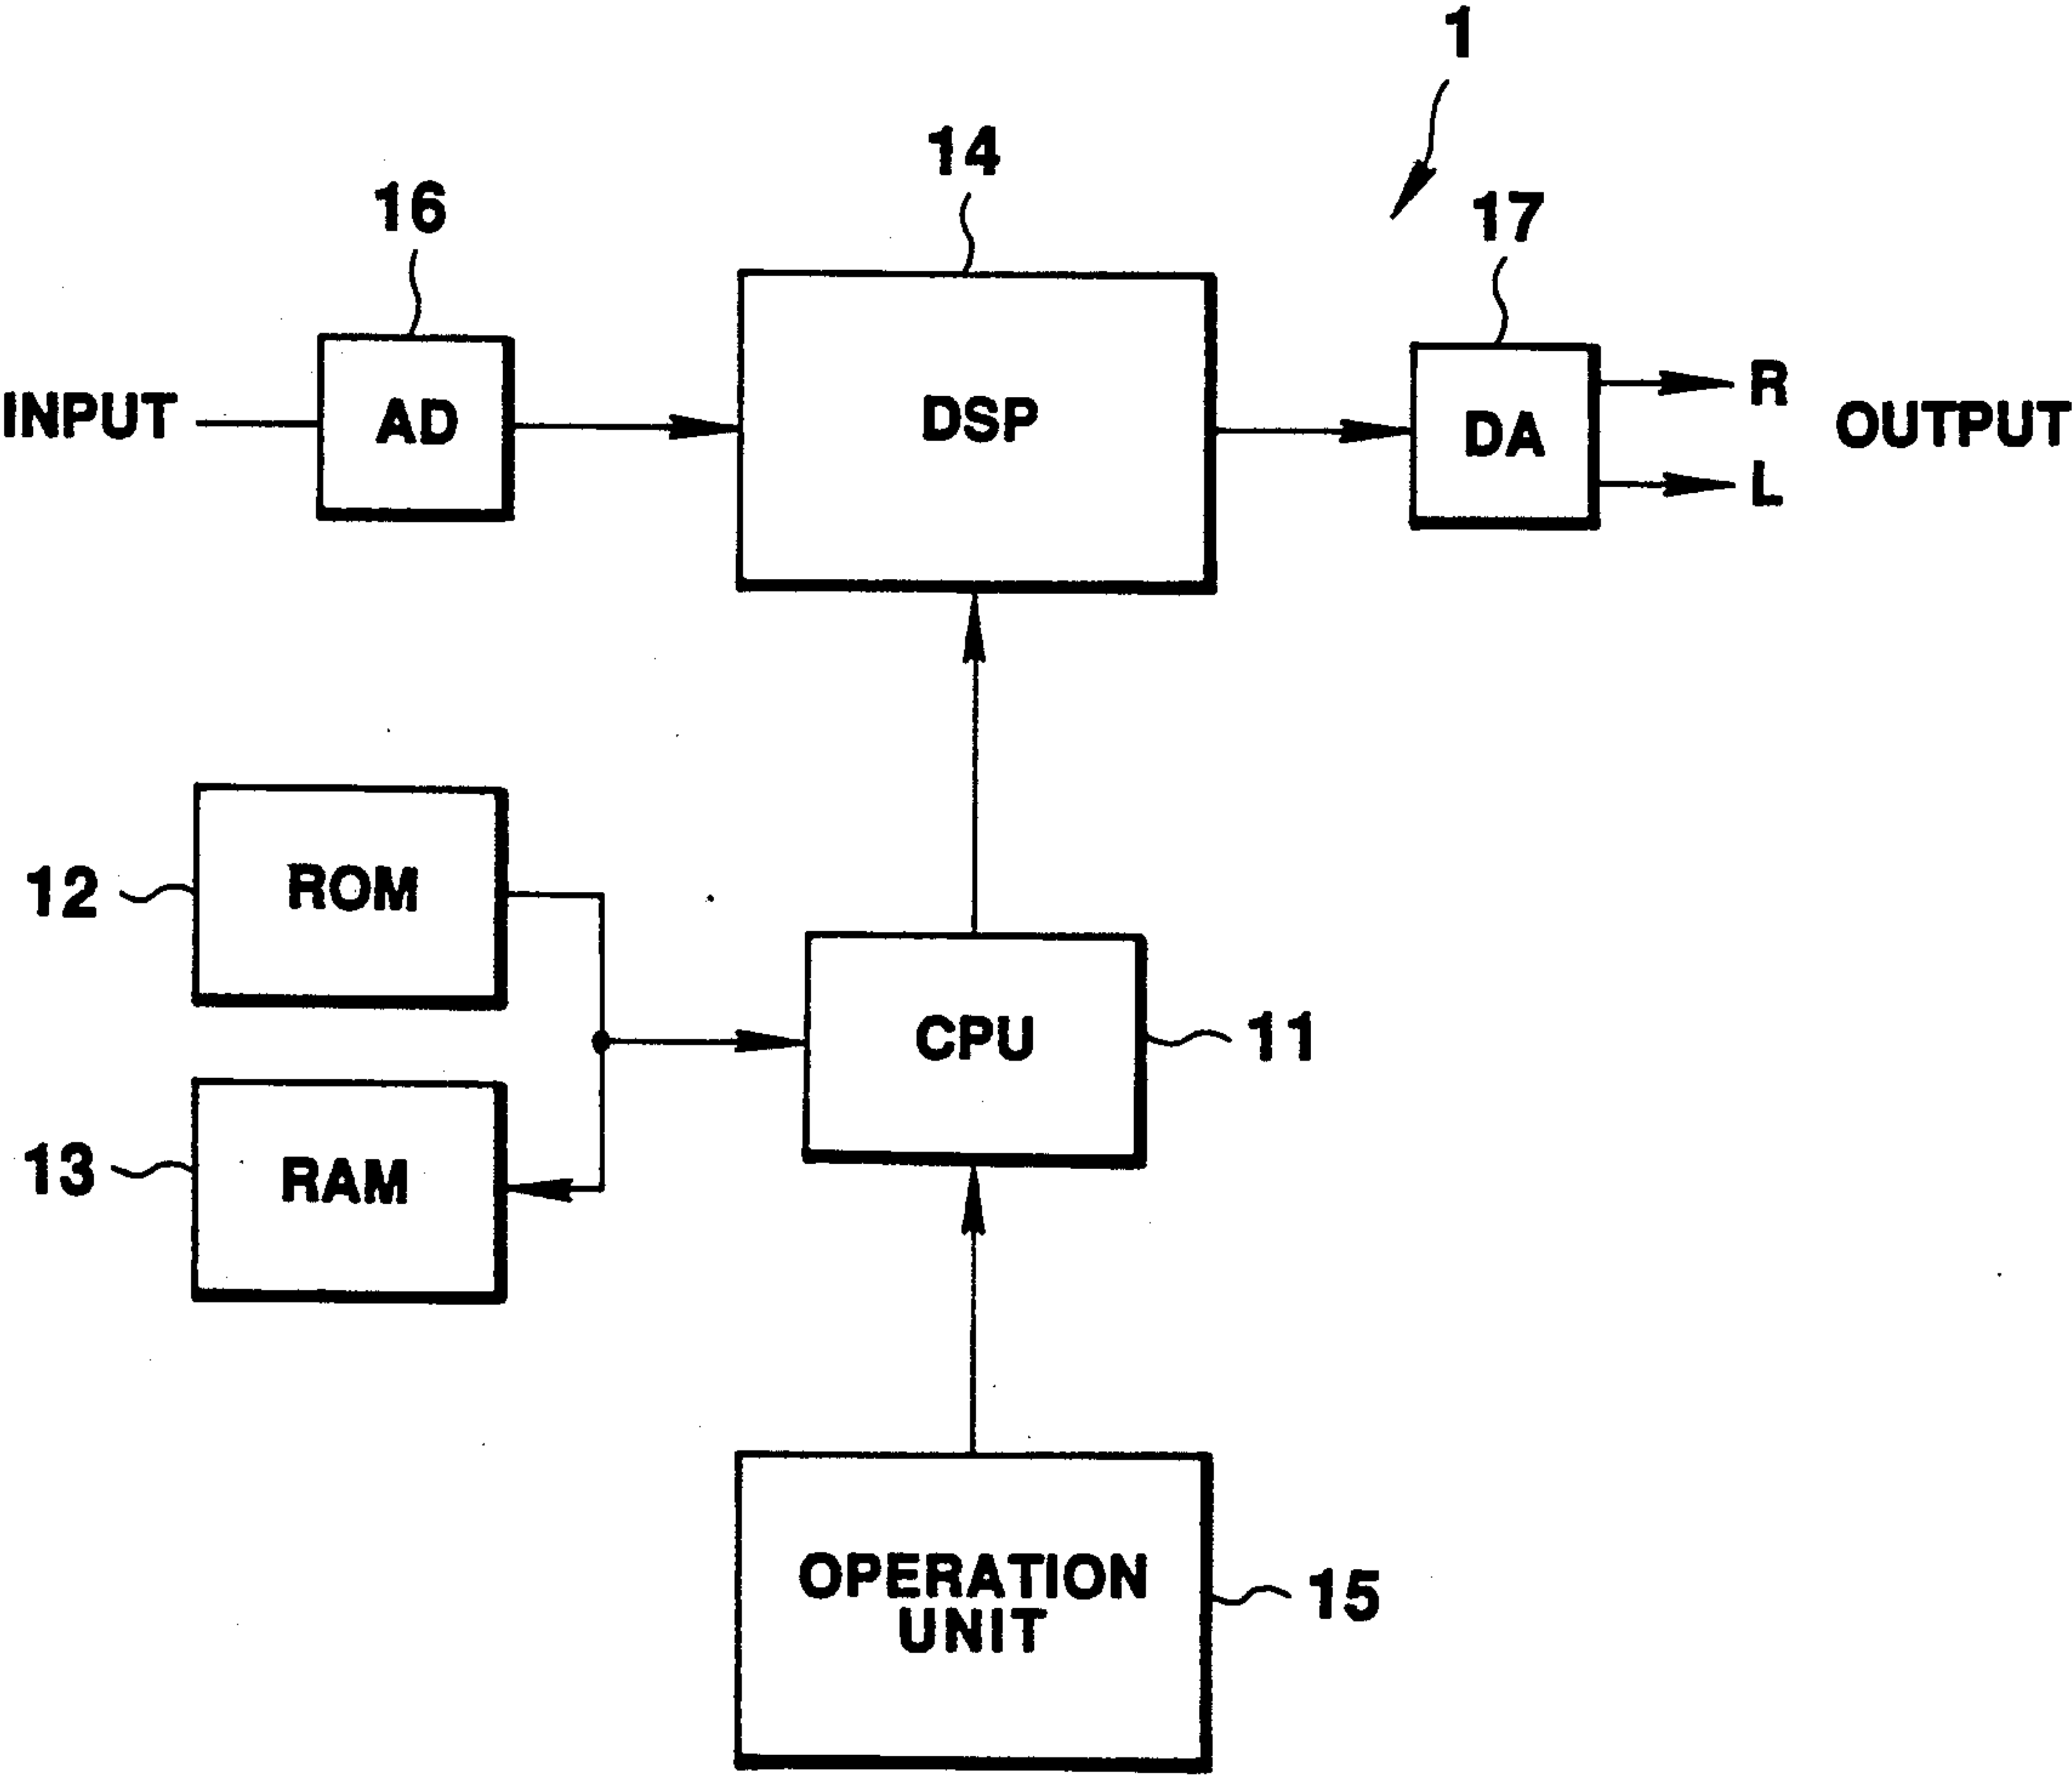 1
14
16
17
INPUT
AD
DSP
DA
R
L
OUTPUT
12
ROM
CPU
11
13
RAM
OPERATION
UNIT
15